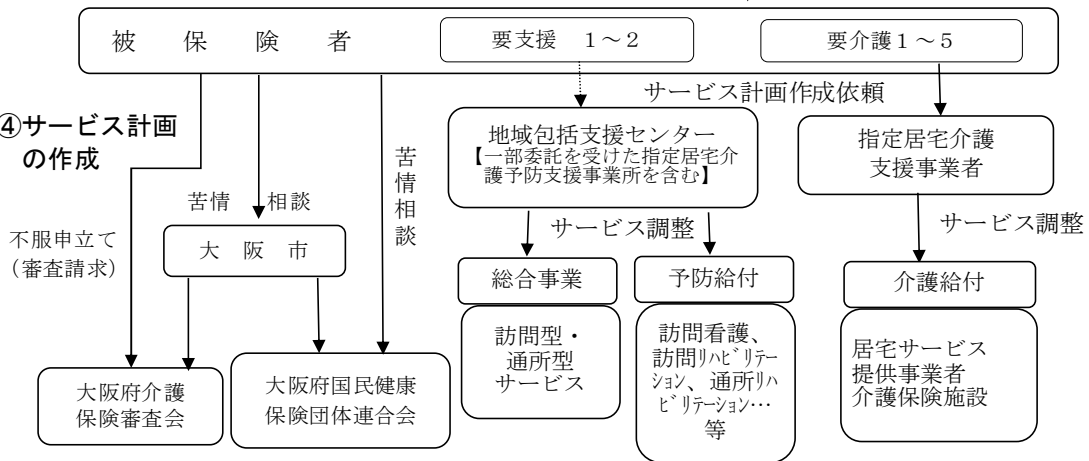 被保険者
要支援 1~2
要介護1~5
サービス計画作成依頼
④サービス計画
の作成
地域包括支援センター
【一部委託を受けた指定居宅介
護予防支援事業所を含む】
指定居宅介護
支援事業者
苦情相談
苦情 相談
不服申立て
(審査請求)
大阪市
サービス調整
サービス調整
総合事業
予防給付
介護給付
訪問型・
通所型
サービス
訪問看護、
訪問リハビリテー
ション、通所リハ
ビリテーション…
等
居宅サービス
提供事業者
介護保険施設
大阪府介護
保険審査会
大阪府国民健康
保険団体連合会